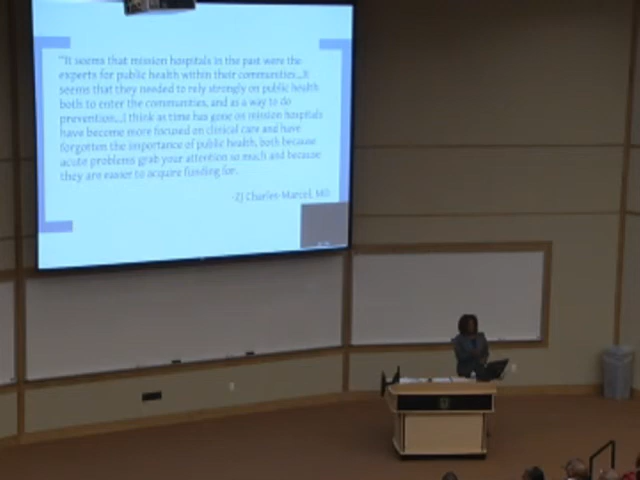 "It seems that mission hospitals in the past were the
experts for public health within their communities...It
seems that they needed to rely strongly on public health
both to enter the communities, and as a way to do
prevention,...I think as time has gone on mission hospitals
have become more focused on clinical care and have
forgotten the importance of public health, both because
acute problems grab your attention so much and because
they are easier to acquire funding for.
-ZJ Charles-Marcel, MD